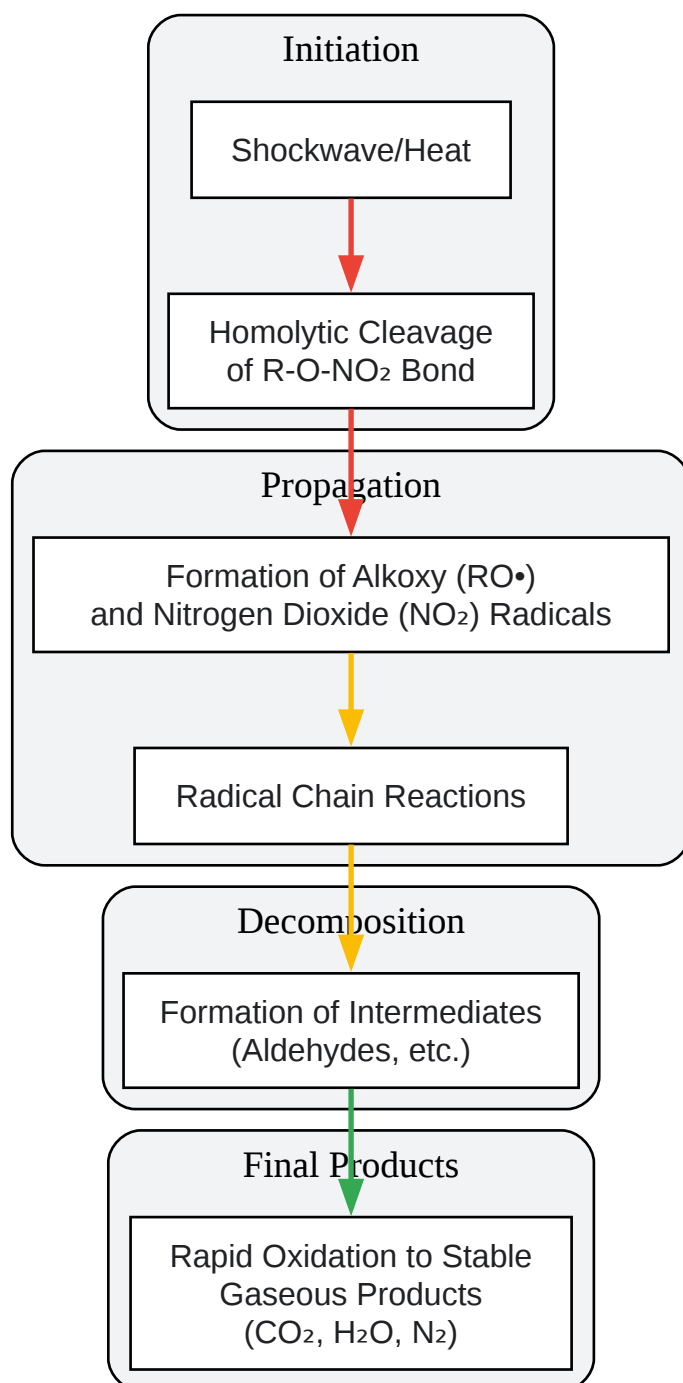 Initiation
Shockwave/Heat
Homolytic Cleavage
of R-O-NO₂ Bond
Propagation
Formation of Alkoxy (RO•)
and Nitrogen Dioxide (NO₂) Radicals
Radical Chain Reactions
Decomposition
Formation of Intermediates
(Aldehydes, etc.)
Final Products
Rapid Oxidation to Stable
Gaseous Products
(CO₂, H₂O, N₂)